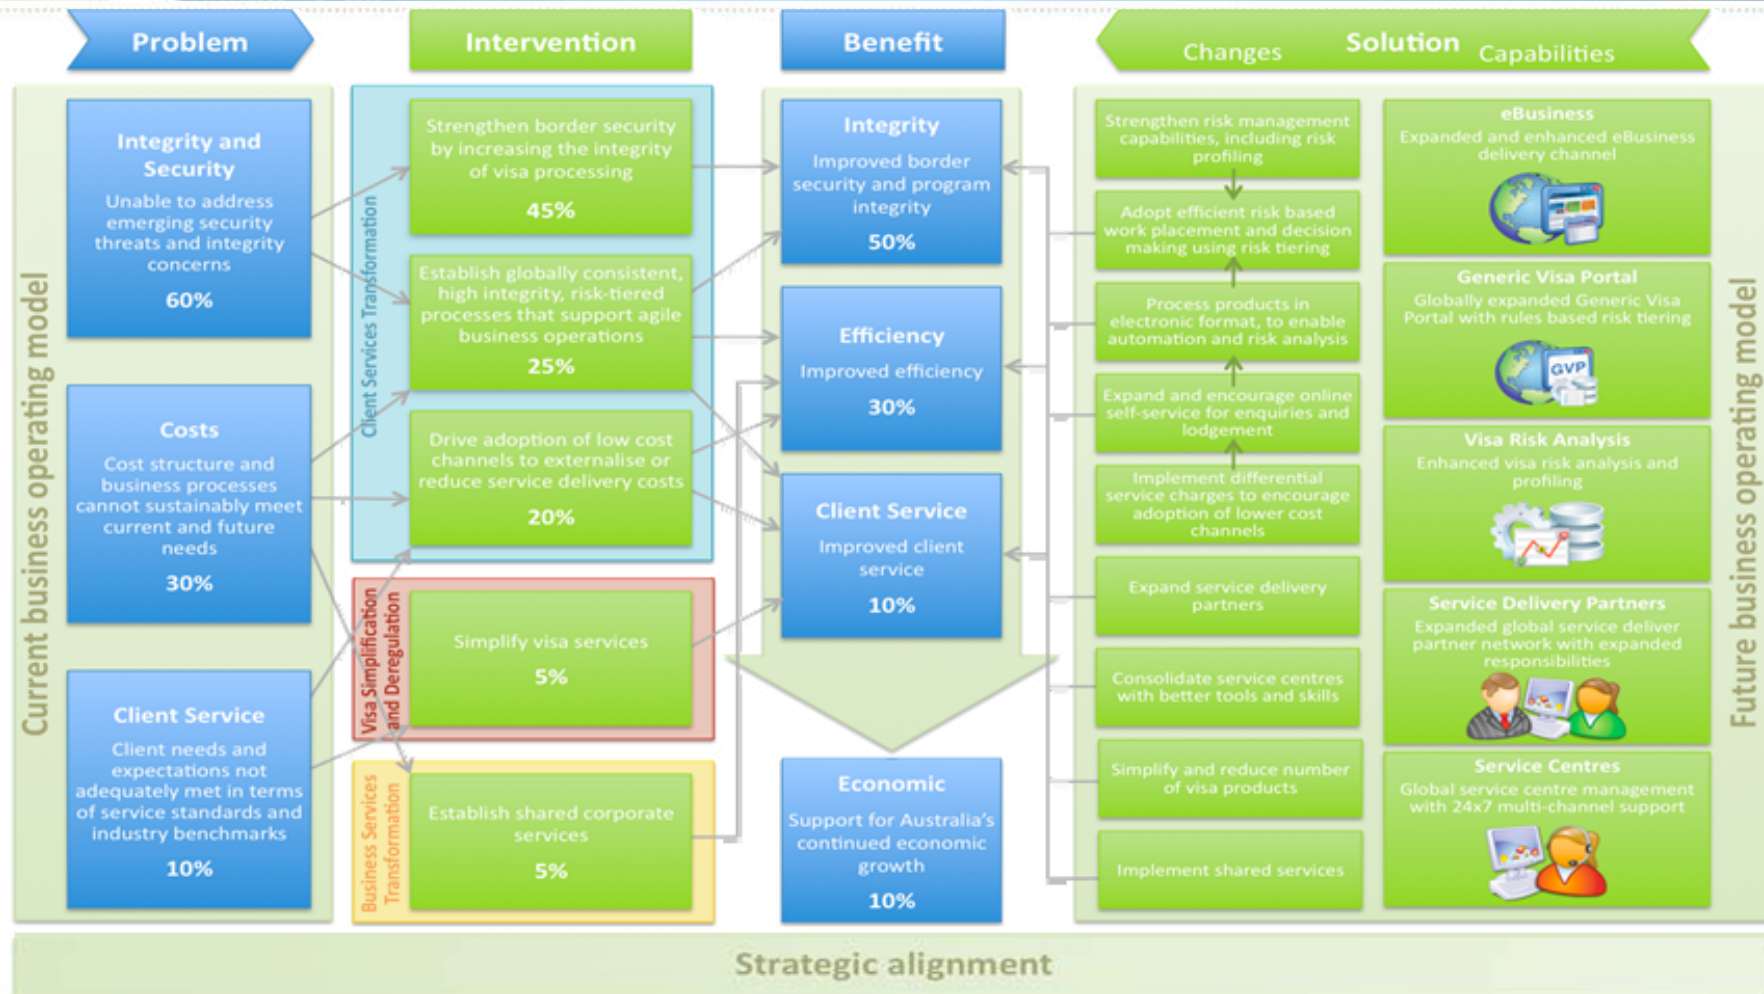 Problem
Intervention
Benefit
Changes
Solution
Capabilities
Current business operating model
Integrity and
Security
Unable to address
emerging security
threats and integrity
concerns
60%
Costs
Cost structure and
business processes
cannot sustainably meet
current and future
needs
30%
Client Service
Client needs and
expectations not
adequately met in terms
of service standards and
industry benchmarks
10%
Client Services Transformation
Strengthen border security
by increasing the integrity
of visa processing
45%
Establish globally consistent,
high integrity, risk-tiered
processes that support agile
business operations
25%
Drive adoption of low cost
channels to externalise or
reduce service delivery costs
20%
Visa Simplification
and Deregulation
Simplify visa services
5%
Business Services
Transformation
Establish shared corporate
services
5%
Integrity
Improved border
security and program
integrity
50%
Efficiency
Improved efficiency
30%
Client Service
Improved client
service
10%
Economic
Support for Australia's
continued economic
growth
10%
Strengthen risk management
capabilities, including risk
profiling
Adopt efficient risk based
work placement and decision
making using risk tiering
Process products in
electronic format, to enable
automation and risk analysis
Expand and encourage online
self-service for enquiries and
lodgement
Implement differential
service charges to encourage
adoption of lower cost
channels
Expand service delivery
partners
Consolidate service centres
with better tools and skills
Simplify and reduce number
of visa products
Implement shared services
eBusiness
Expanded and enhanced eBusiness
delivery channel
Generic Visa Portal
Globally expanded Generic Visa
Portal with rules based risk tiering
GVP
Visa Risk Analysis
Enhanced visa risk analysis and
profiling
Service Delivery Partners
Expanded global service deliver
partner network with expanded
responsibilities
Service Centres
Global service centre management
with 24x7 multi-channel support
Future business operating model
Strategic alignment